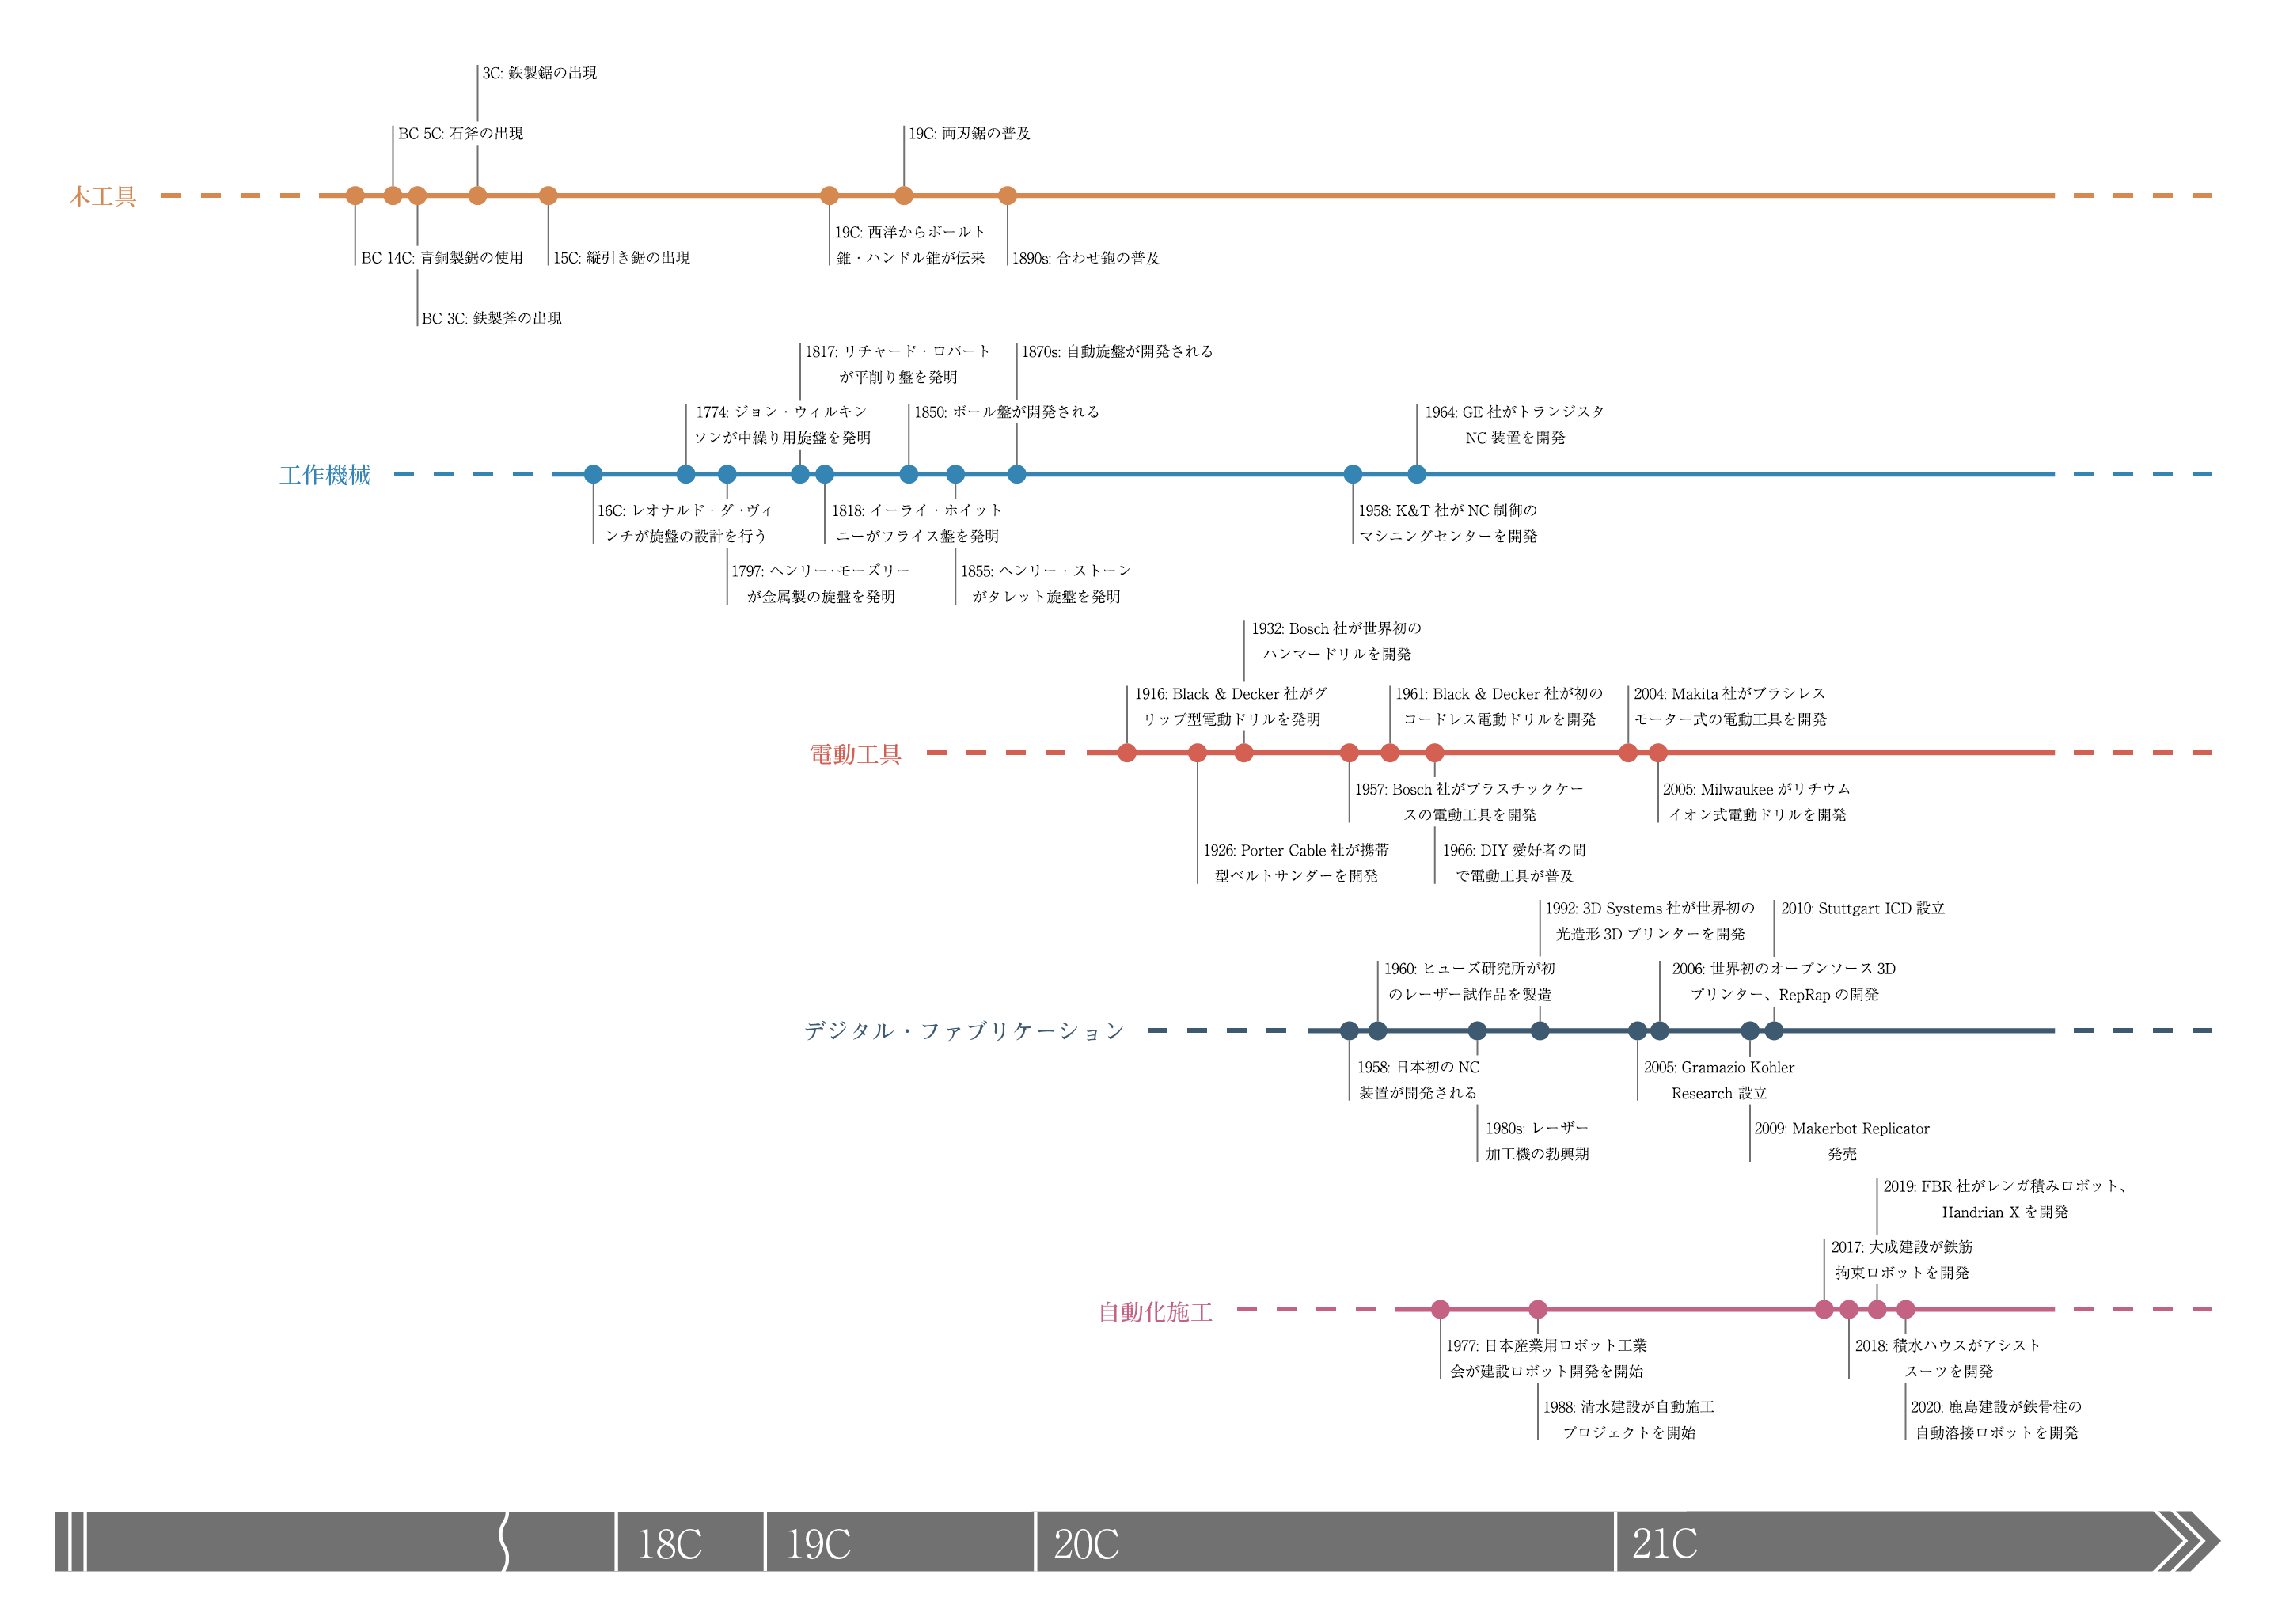 3C: 鉄製鋸の出現
BC 5C: 石斧の出現
19C: 両刃鋸の普及
木工具
19C: 西洋からボールト
錐・ハンドル錐が伝来
BC 14C: 青銅製鋸の使用
15C: 縦引き鋸の出現
1890s: 合わせ鉋の普及
BC 3C: 鉄製斧の出現
1817: リチャード・ロバート
が平削り盤を発明
1870s: 自動旋盤が開発される
1774: ジョン・ウィルキン
ソンが中繰り用旋盤を発明
1850: ボール盤が開発される
1964: GE 社がトランジスタ
NC 装置を開発
工作機械
16C: レオナルド・ダ・ヴィ
ンチが旋盤の設計を行う
1818: イーライ・ホイット
ニーがフライス盤を発明
1958: K&T 社が NC 制御の
マシニングセンターを開発
1797: ヘンリー・モーズリー
が金属製の旋盤を発明
1855: ヘンリー・ストーン
がタレット旋盤を発明
1932: Bosch 社が世界初の
ハンマードリルを開発
1916: Black & Decker 社がグ
リップ型電動ドリルを発明
1961: Black & Decker 社が初の
コードレス電動ドリルを開発
2004: Makita 社がブラシレス
モーター式の電動工具を開発
電動工具
1957: Bosch 社がプラスチックケー
スの電動工具を開発
2005: Milwaukee がリチウム
イオン式電動ドリルを開発
1926: Porter Cable 社が携帯
型ベルトサンダーを開発
1966: DIY 愛好者の間
で電動工具が普及
1992: 3D Systems 社が世界初の
光造形 3D プリンターを開発
2010: Stuttgart ICD 設立
1960: ヒューズ研究所が初
のレーザー試作品を製造
2006: 世界初のオープンソース 3D
プリンター、RepRap の開発
デジタル・ファブリケーション
1958: 日本初の NC
装置が開発される
2005: Gramazio Kohler
Research 設立
1980s: レーザー
加工機の勃興期
2009: Makerbot Replicator
発売
2019: FBR 社がレンガ積みロボット、
Handrian X を開発
2017: 大成建設が鉄筋
拘束ロボットを開発
自動化施工
1977: 日本産業用ロボット工業
会が建設ロボット開発を開始
2018: 積水ハウスがアシスト
スーツを開発
1988: 清水建設が自動施工
プロジェクトを開始
2020: 鹿島建設が鉄骨柱の
自動溶接ロボットを開発
18C
19C
20C
21C